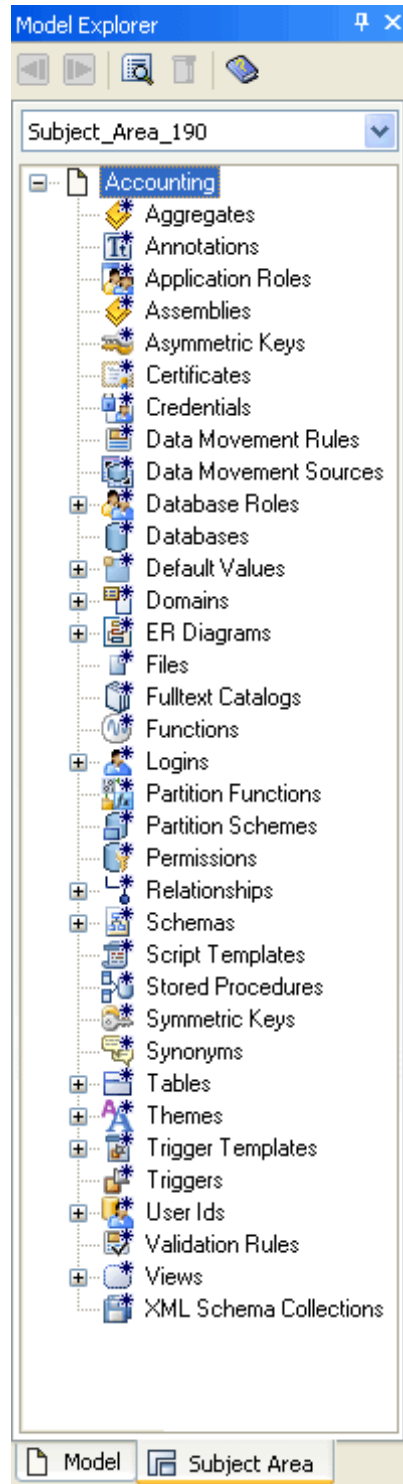 Model Explorer
Subject_Area_190
Accounting
Aggregates
Annotations
Application Roles
Assemblies
Asymmetric Keys
Certificates
Credentials
Data Movement Rules
Data Movement Sources
Database Roles
Databases
Default Values
Domains
ER Diagrams
Files
Fulltext Catalogs
Functions
Logins
Partition Functions
Partition Schemes
Permissions
Relationships
Schemas
Script Templates
Stored Procedures
Symmetric Keys
Synonyms
Tables
Themes
Trigger Templates
Triggers
User Ids
Validation Rules
Views
XML Schema Collections
Model Subject Area